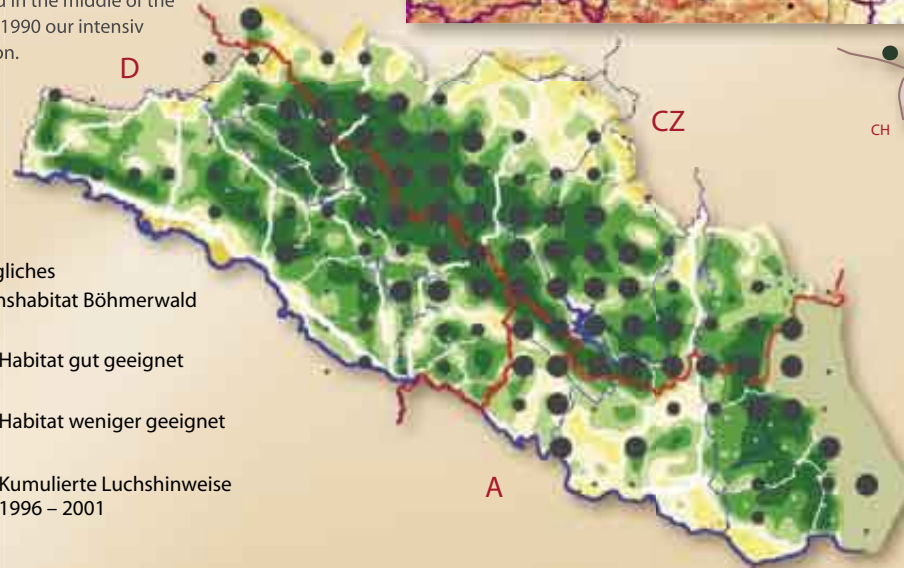 in the middle of the
1990 our intensiv
on.
D
CZ
CH
gliches
nshabitat Böhmerwald
Habitat gut geeignet
Habitat weniger geeignet
Kumulierte Luchshinweise
1996 – 2001
A